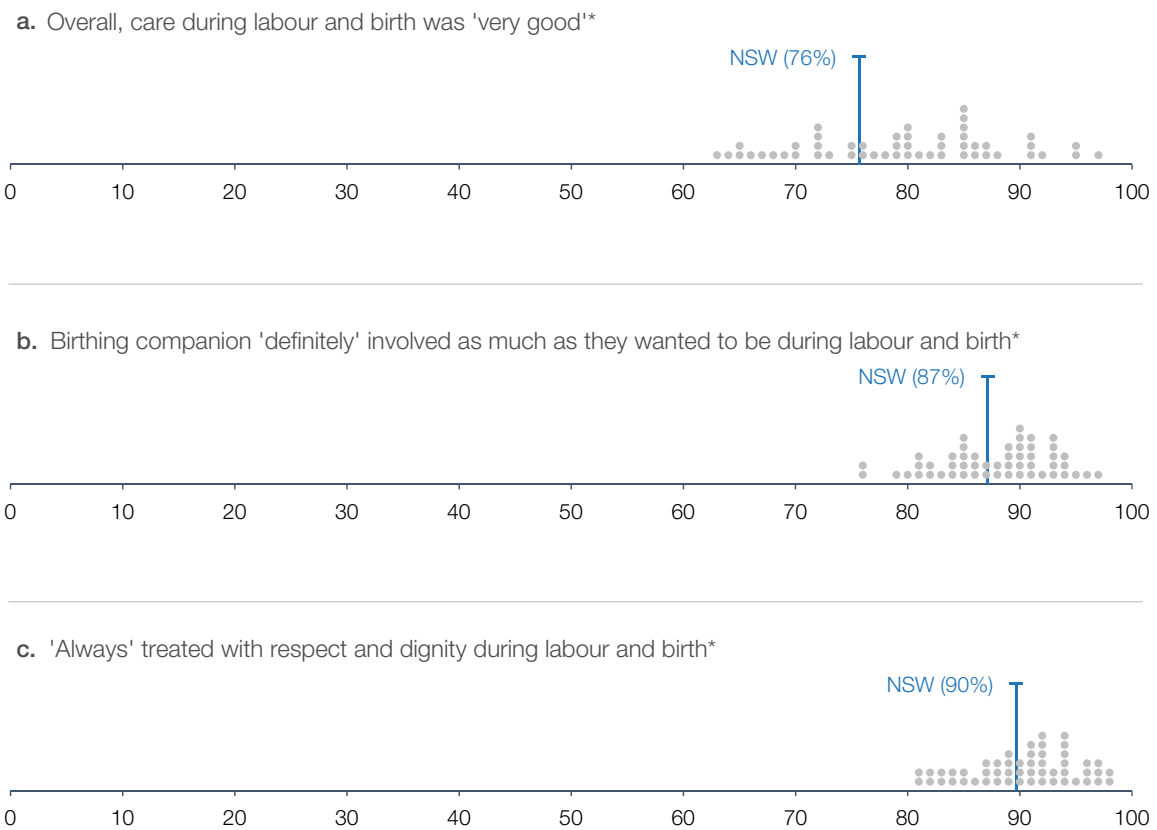 a. Overall, care during labour and birth was 'very good'*
NSW (76%)
0 10 20 30 40 50 60 70 80 90 100
b. Birthing companion 'definitely' involved as much as they wanted to be during labour and birth*
NSW (87%)
0 10 20 30 40 50 60 70 80 90 100
c. 'Always' treated with respect and dignity during labour and birth*
NSW (90%)
0 10 20 30 40 50 60 70 80 90 100